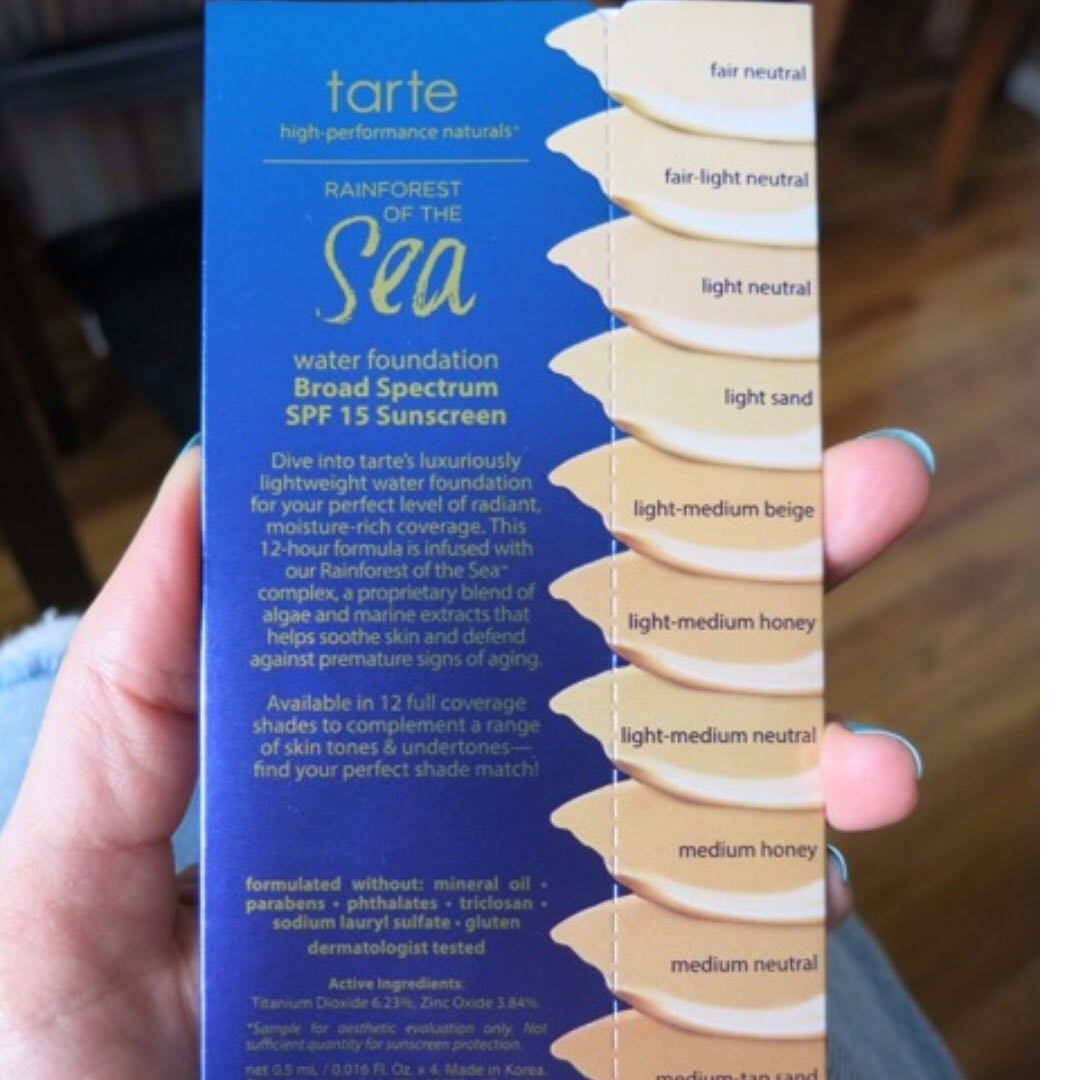 tarte
high-performance naturals™
RAINFOREST
OF THE
Sea
water foundation
Broad Spectrum
SPF 15 Sunscreen
Dive into tarte's luxuriously
lightweight water foundation
for your perfect level of radiant,
moisture-rich coverage. This
12-hour formula is infused with
our Rainforest of the Sea™
complex, a proprietary blend of
algae and marine extracts that
helps soothe skin and defend
against premature signs of aging.
Available in 12 full coverage
shades to complement a range
of skin tones & undertones—
find your perfect shade match!
formulated without: mineral oil •
parabens • phthalates • triclosan •
sodium lauryl sulfate • gluten
dermatologist tested
Active Ingredients:
Titanium Dioxide 6.23%, Zinc Oxide 3.84%.
*Sample for aesthetic evaluation only. Not
sufficient quantity for sunscreen protection.
net 0.5 mL / 0.016 Fl. Oz. x 4. Made in Korea.
fair neutral
fair-light neutral
light neutral
light sand
light-medium beige
light-medium honey
light-medium neutral
medium honey
medium neutral
medium-tan sand